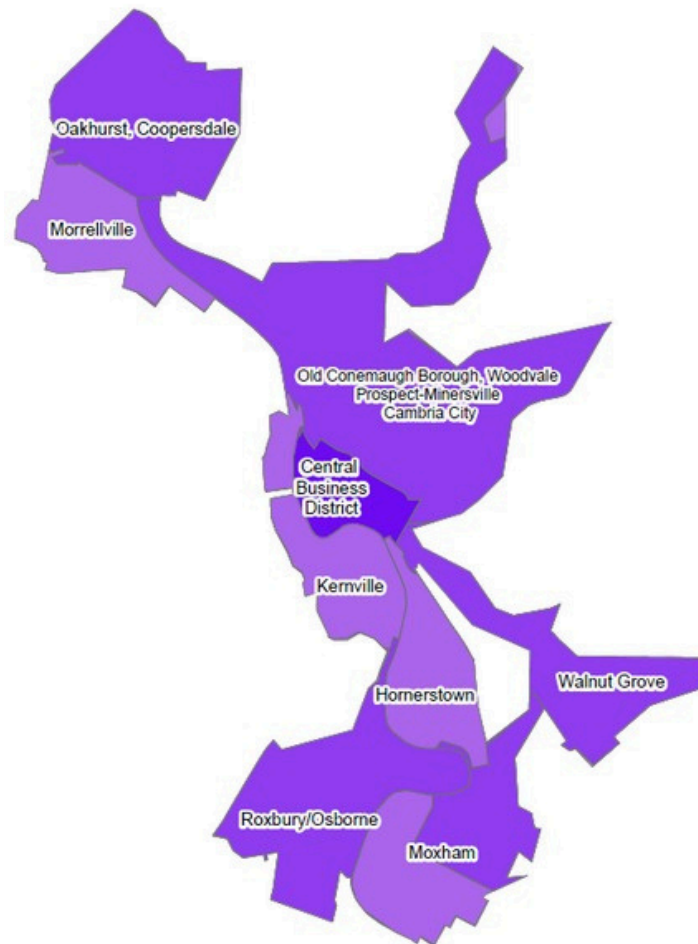 Oakhurst, Coopersdale
Morrellville
Old Conemaugh Borough, Woodvale
Prospect-Minersville
Cambria City
Central
Business
District
Kernville
Hornerstown
Walnut Grove
Roxbury/Osborne
Moxham